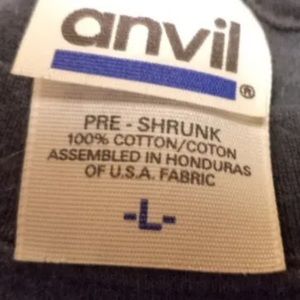 anvil
®
PRE - SHRUNK
100% COTTON/COTON
ASSEMBLED IN HONDURAS
OF U.S.A. FABRIC
-L-